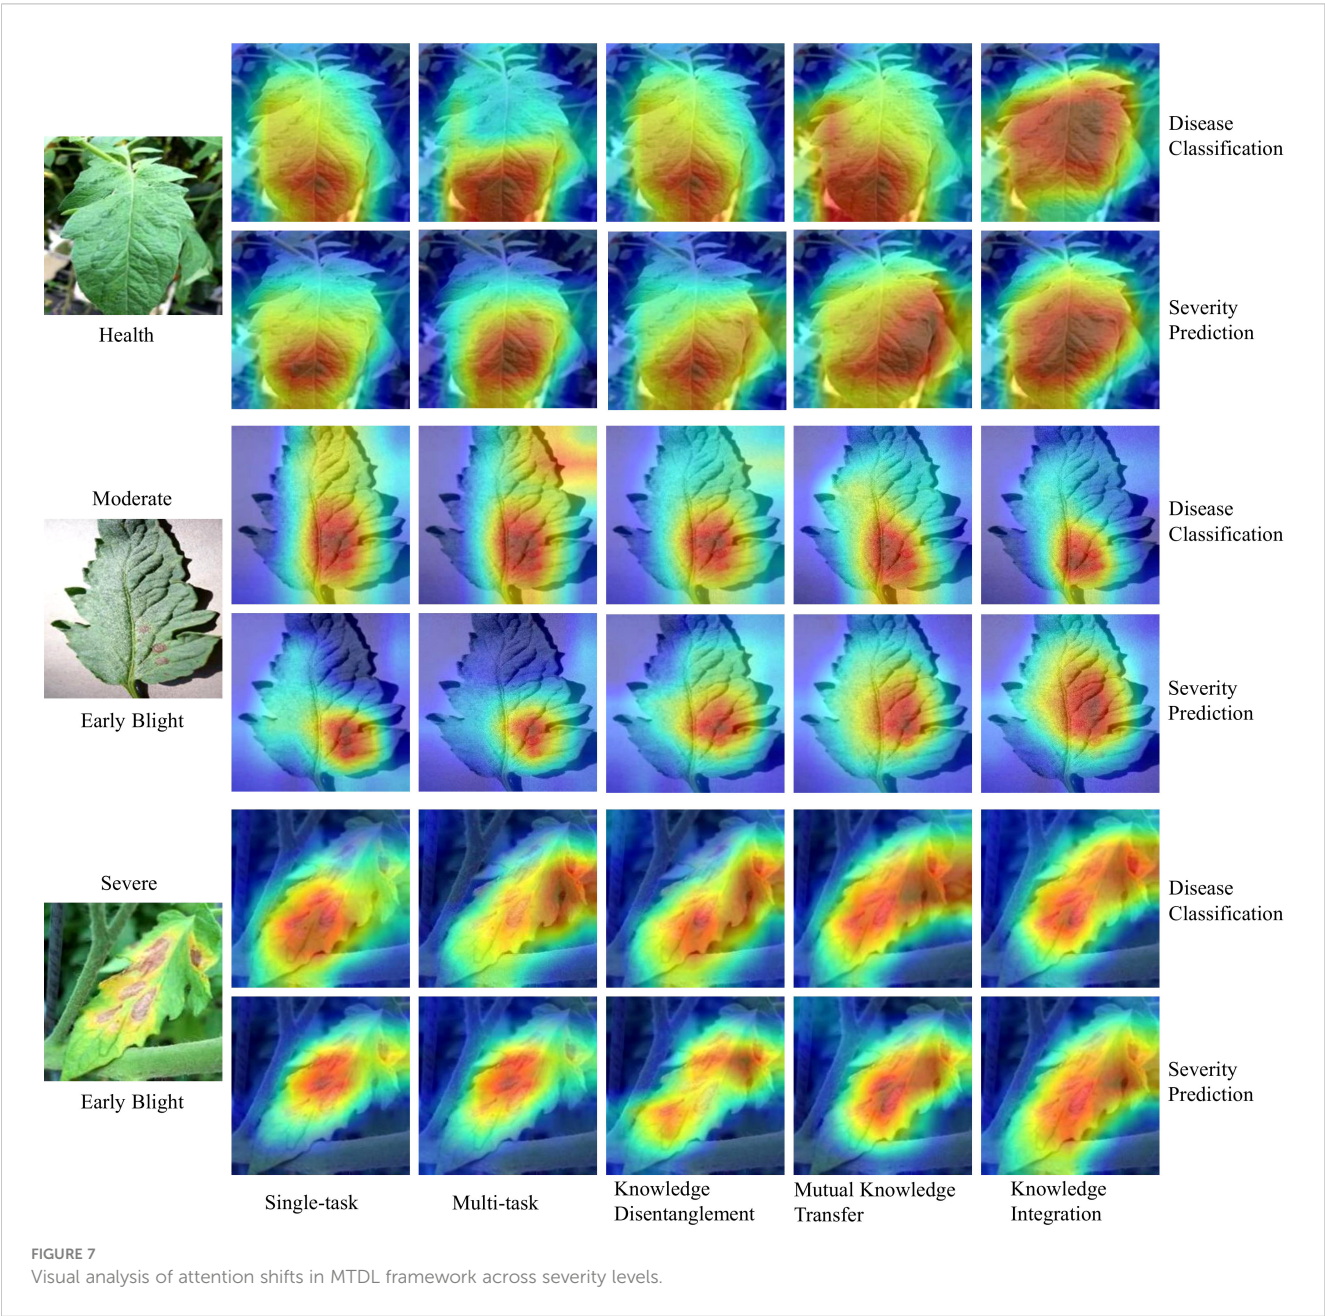 Disease
Classification
Health
Severity
Prediction
Moderate
Disease
Classification
Early Blight
Severity
Prediction
Severe
Disease
Classification
Early Blight
Severity
Prediction
Single-task
Multi-task
Knowledge
Disentanglement
Mutual Knowledge
Transfer
Knowledge
Integration
FIGURE 7
Visual analysis of attention shifts in MTDL framework across severity levels.